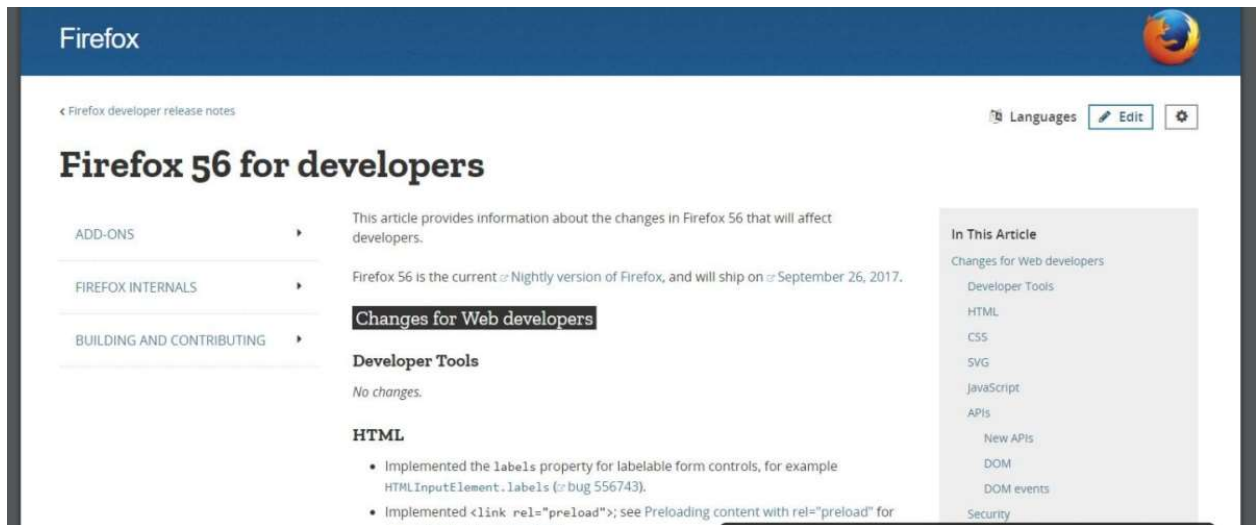 Firefox
Firefox developer release notes
Languages
Edit
Firefox 56 for developers
ADD-ONS
FIREFOX INTERNALS
BUILDING AND CONTRIBUTING
This article provides information about the changes in Firefox 56 that will affect
developers.
Firefox 56 is the current Nightly version of Firefox, and will ship on September 26, 2017.
Changes for Web developers
Developer Tools
No changes.
HTML
• Implemented the labels property for labelable form controls, for example
HTMLInputElement.labels (bug 556743).
• Implemented <link rel="preload">; see Preloading content with rel="preload" for
In This Article
Changes for Web developers
Developer Tools
HTML
CSS
SVG
JavaScript
APIs
New APIs
DOM
DOM events
Security